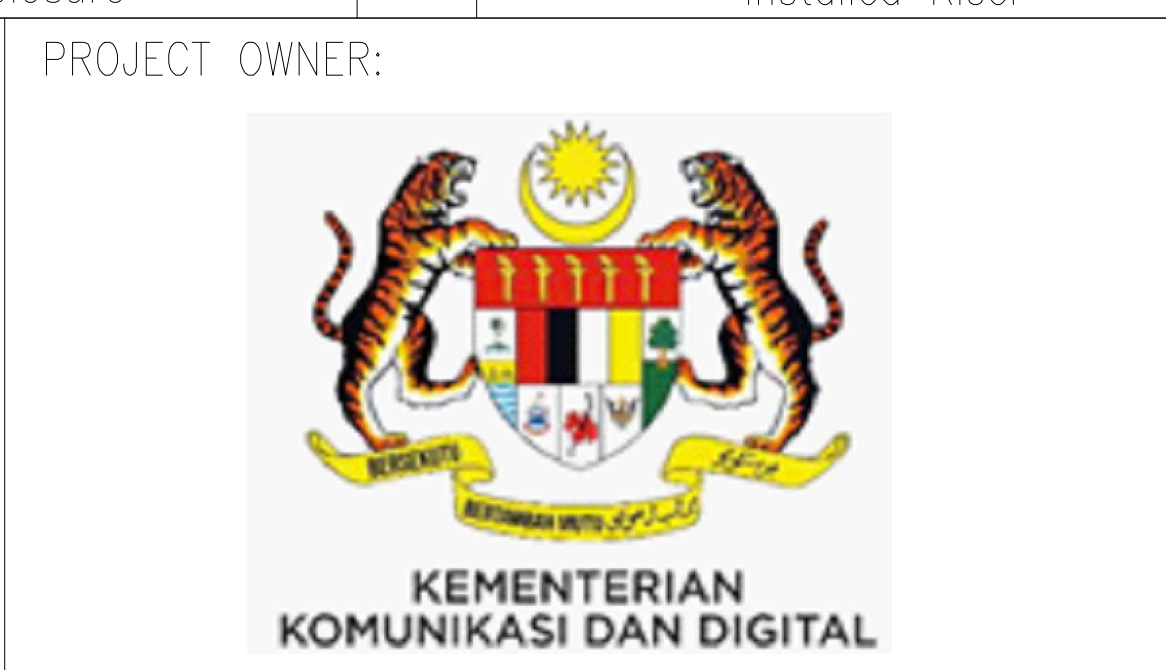 PROJECT OWNER:
BERSEKUTU
BERTAMBAH MUTU
KEMENTERIAN
KOMUNIKASI DAN DIGITAL